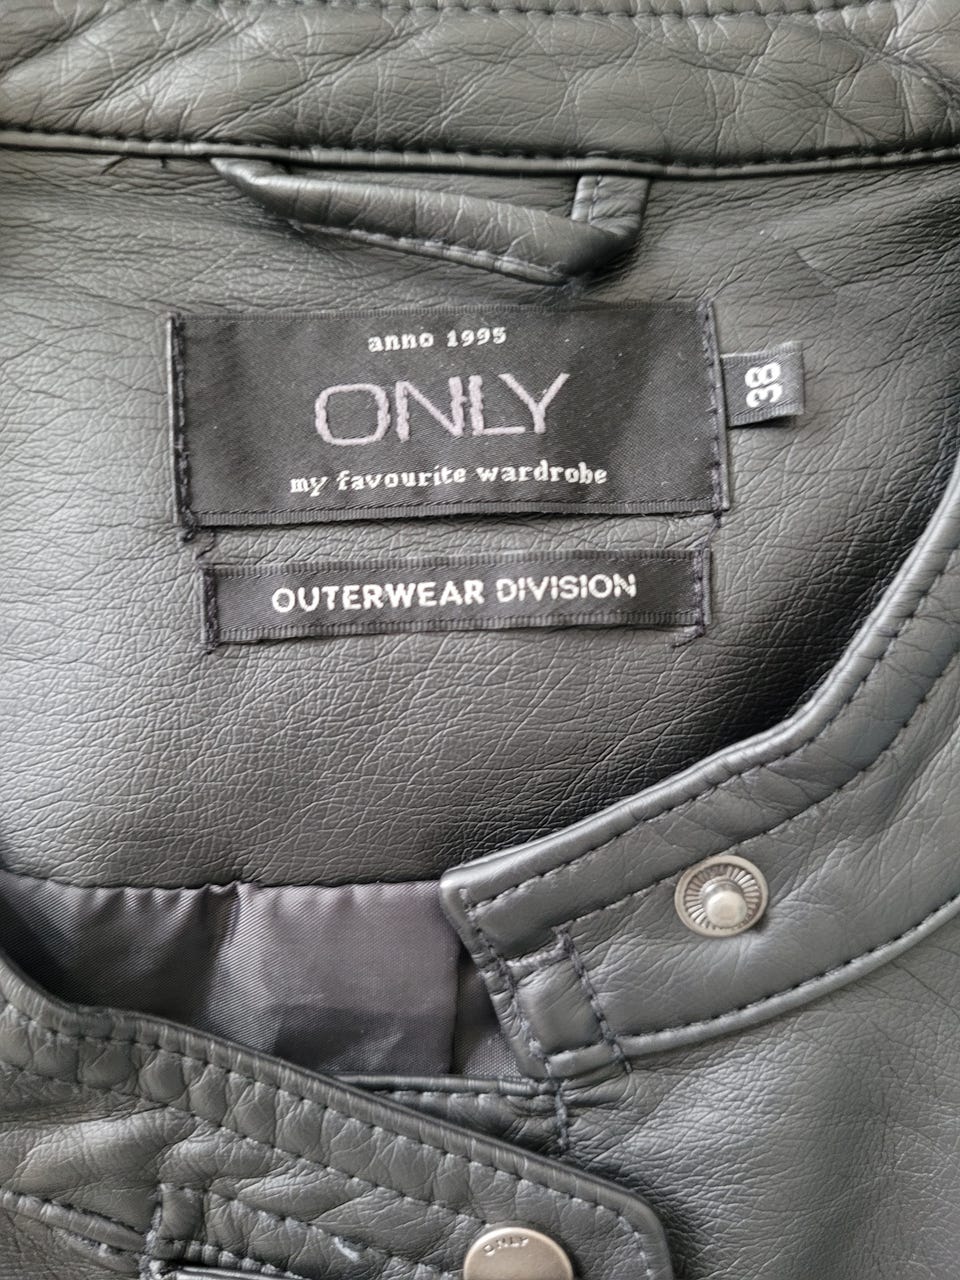 anno 1995
ONLY
my favourite wardrobe
38
OUTERWEAR DIVISION
ONLY